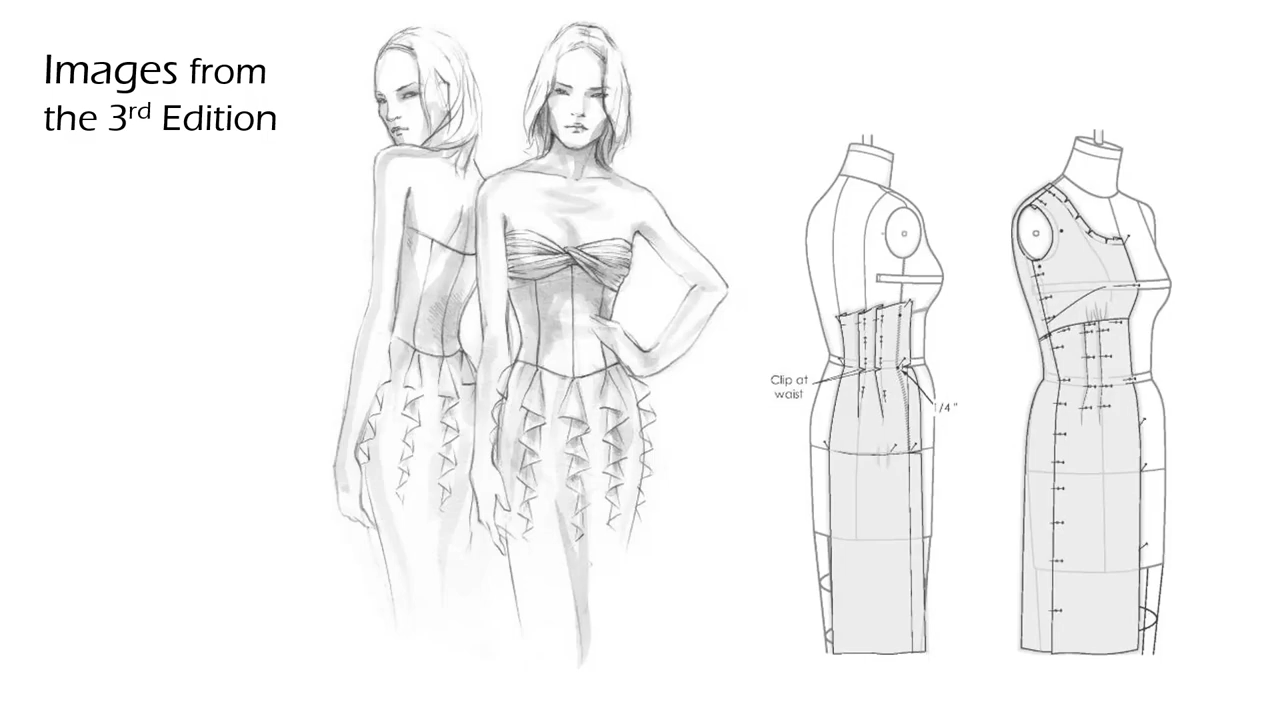 Images from
the 3rd Edition
Clip at
waist
1/4"